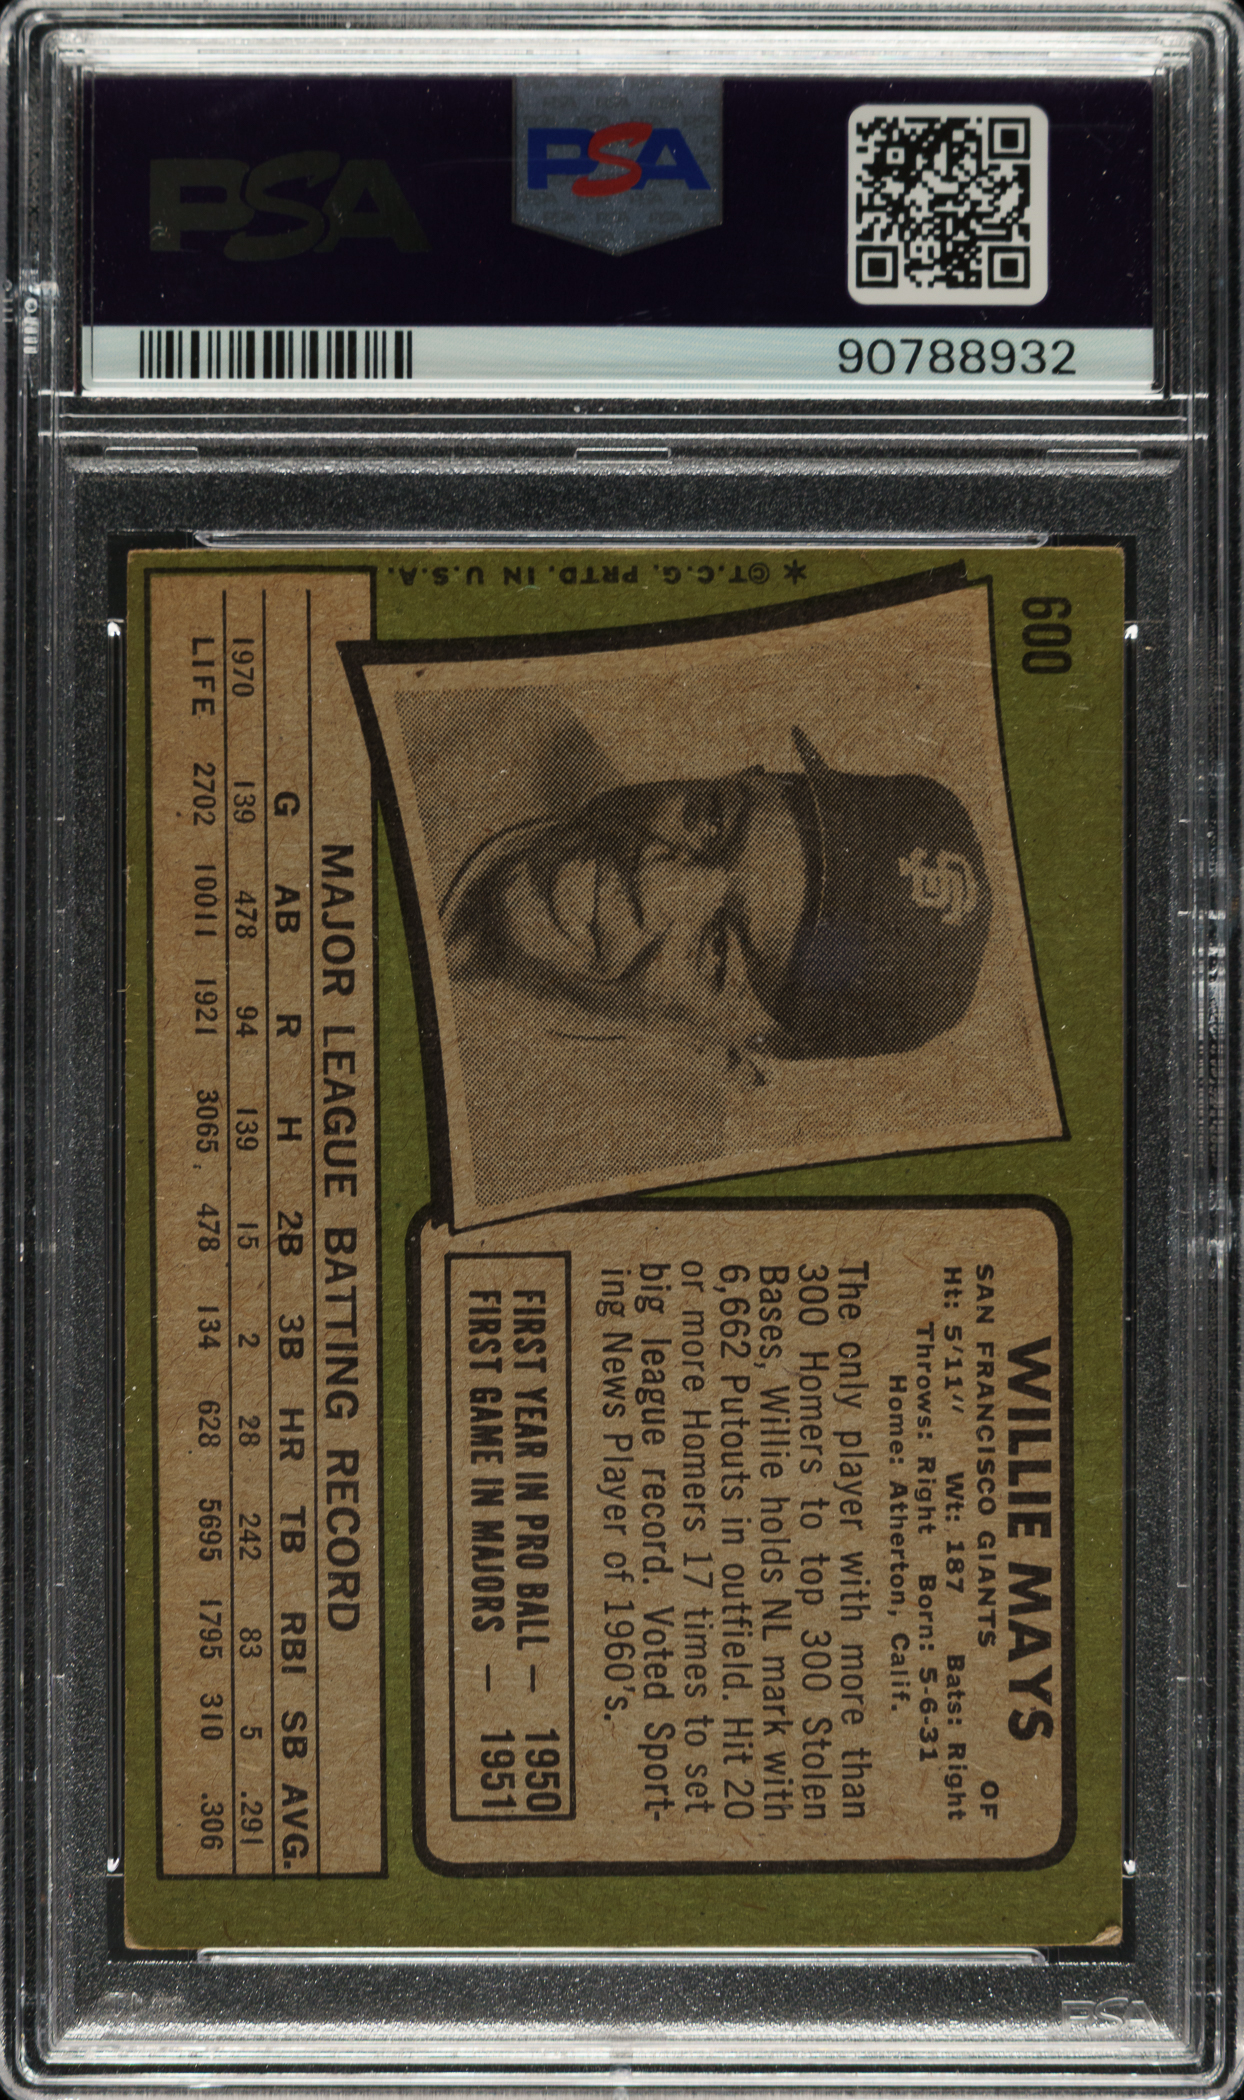 PSA
PSA
90788932
600
WILLIE MAYS
OF
SAN FRANCISCO GIANTS
Ht: 5'11" Wt: 187 Bats: Right
Throws: Right Born: 5-6-31
Home: Atherton, Calif.
The only player with more than
300 Homers to top 300 Stolen
Bases, Willie holds NL mark with
6,662 Putouts in outfield. Hit 20
or more Homers 17 times to set
big league record. Voted Sport-
ing News Player of 1960's.
FIRST YEAR IN PRO BALL — 1950
FIRST GAME IN MAJORS — 1951
*©T.C.G. PRTD. IN U.S.A.
MAJOR LEAGUE BATTING RECORD
G AB R H 2B 3B HR TB RBI SB AVG.
1970 139 478 94 139 15 2 28 242 83 5 .291
LIFE 2702 10011 1921 3065 478 134 628 5695 1795 310 .306
SF
PSA